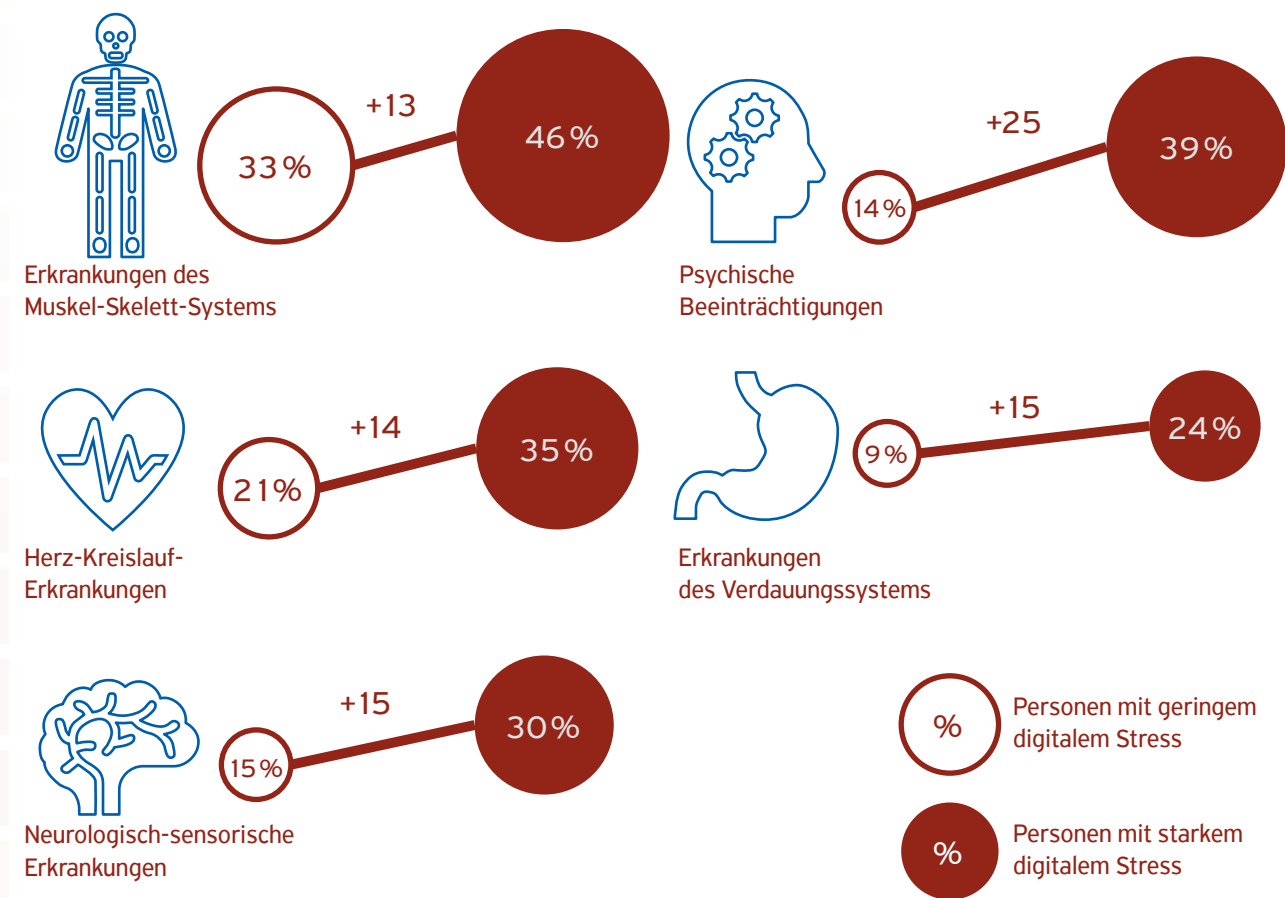 33 %
+13
46 %
Erkrankungen des
Muskel-Skelett-Systems
14 %
+25
39 %
Psychische
Beeinträchtigungen
21 %
+14
35 %
Herz-Kreislauf-
Erkrankungen
9 %
+15
24 %
Erkrankungen
des Verdauungssystems
15 %
+15
30 %
Neurologisch-sensorische
Erkrankungen
%
Personen mit geringem
digitalem Stress
%
Personen mit starkem
digitalem Stress